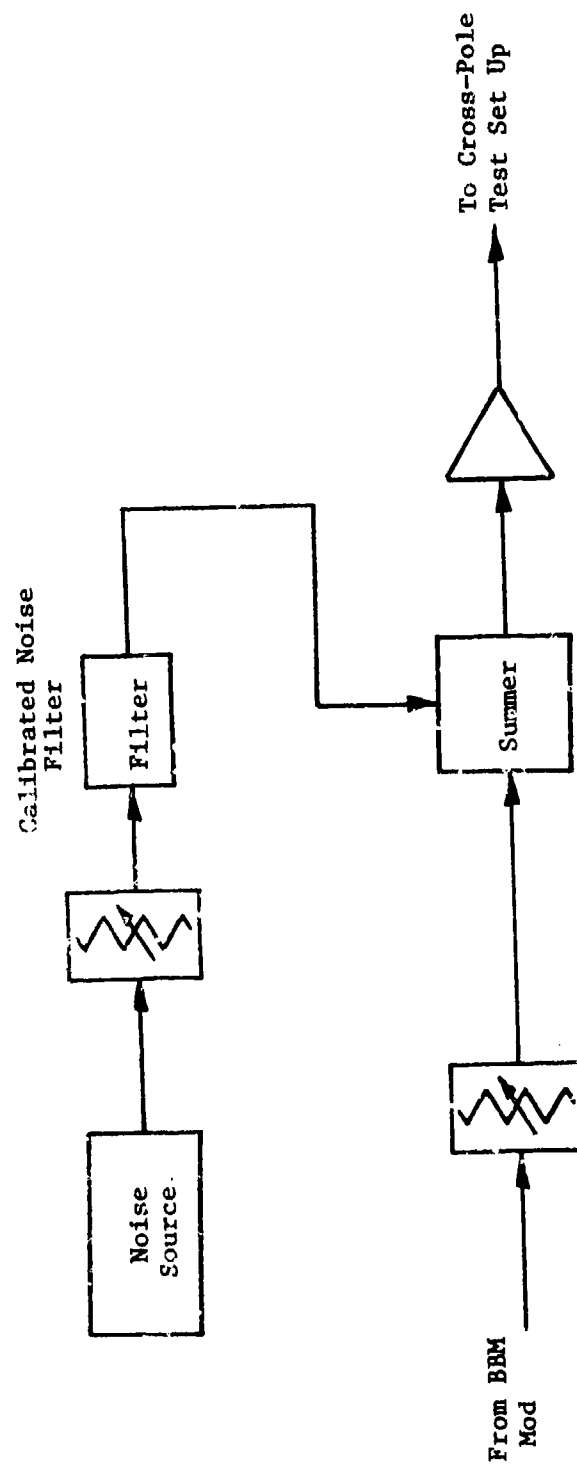 Calibrated Noise
Filter
Noise
Source
Filter
From BBM
Mod
Summer
To Cross-Pole
Test Set Up